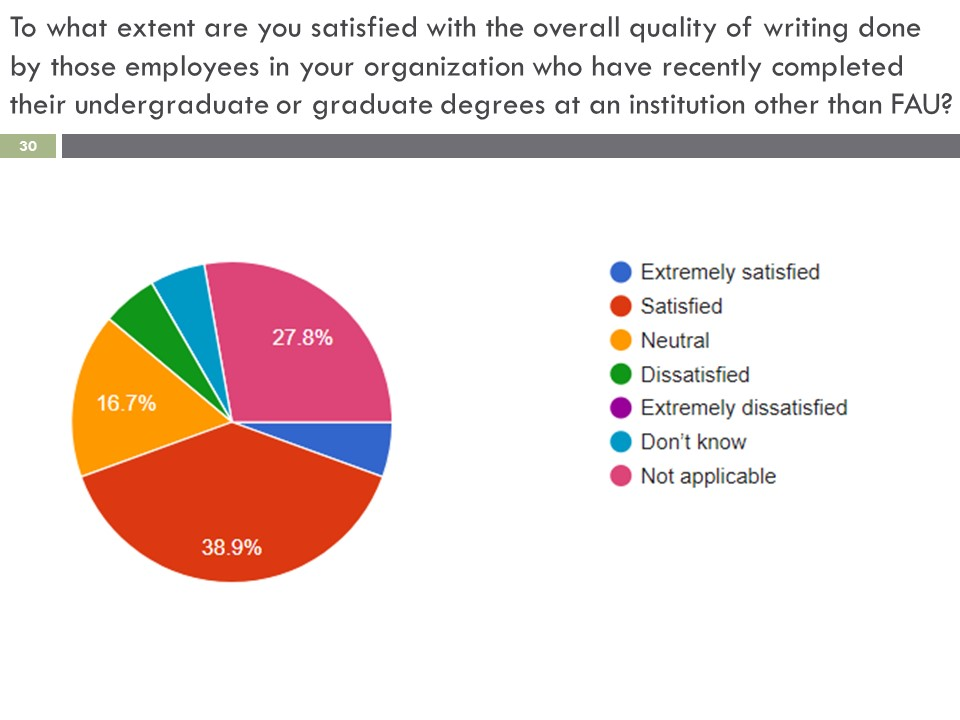 To what extent are you satisfied with the overall quality of writing done
by those employees in your organization who have recently completed
their undergraduate or graduate degrees at an institution other than FAU?
30
27.8%
16.7%
38.9%
Extremely satisfied
Satisfied
Neutral
Dissatisfied
Extremely dissatisfied
Don't know
Not applicable